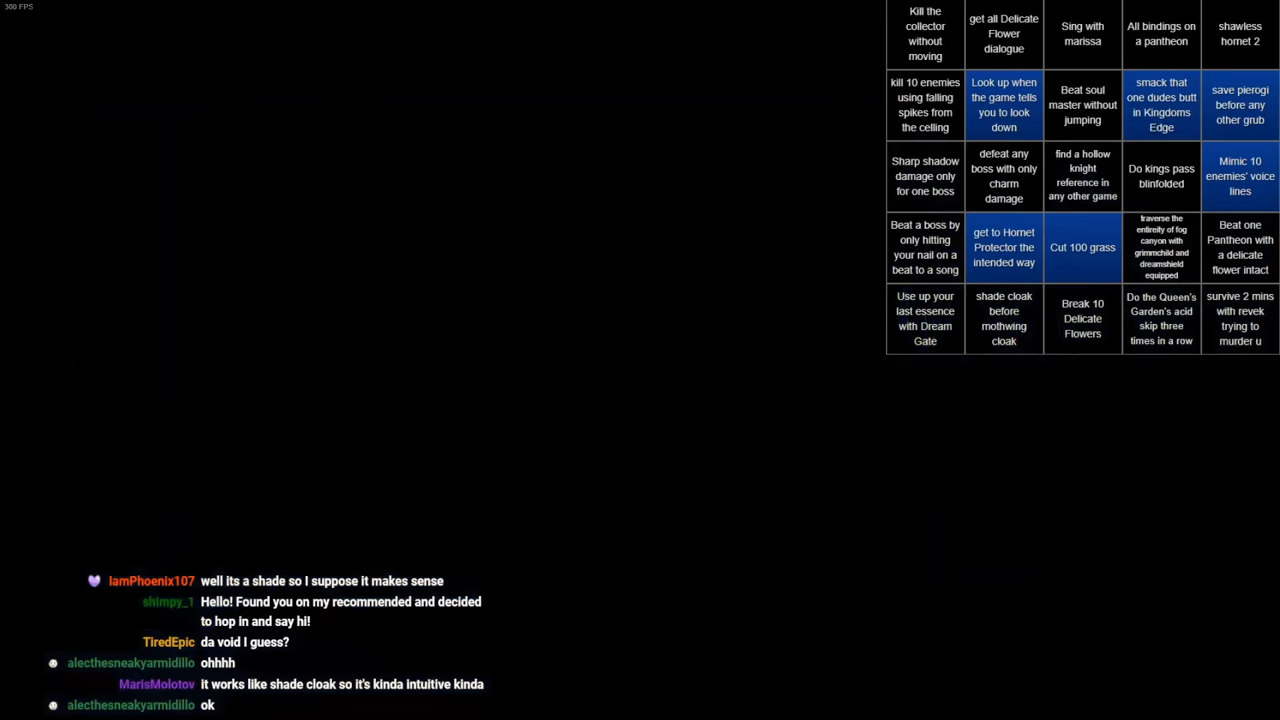 300 FPS
Kill the
collector
without
moving
get all Delicate
Flower
dialogue
Sing with
marissa
All bindings on
a pantheon
shawless
hornet 2
kill 10 enemies
using falling
spikes from
the celling
Look up when
the game tells
you to look
down
Beat soul
master without
jumping
smack that
one dudes butt
in Kingdoms
Edge
save pierogi
before any
other grub
Sharp shadow
damage only
for one boss
defeat any
boss with only
charm
damage
find a hollow
knight
reference in
any other game
Do kings pass
blinfolded
Mimic 10
enemies' voice
lines
Beat a boss by
only hitting
your nail on a
beat to a song
get to Hornet
Protector the
intended way
Cut 100 grass
traverse the
entireity of fog
canyon with
grimmchild and
dreamshield
equipped
Beat one
Pantheon with
a delicate
flower intact
Use up your
last essence
with Dream
Gate
shade cloak
before
mothwing
cloak
Break 10
Delicate
Flowers
Do the Queen's
Garden's acid
skip three
times in a row
survive 2 mins
with revek
trying to
murder u
IamPhoenix107 well its a shade so I suppose it makes sense
shimpy_1 Hello! Found you on my recommended and decided
to hop in and say hi!
TiredEpic da void I guess?
alecthesneakyarmidillo ohhhh
MarisMolotov it works like shade cloak so it's kinda intuitive kinda
alecthesneakyarmidillo ok